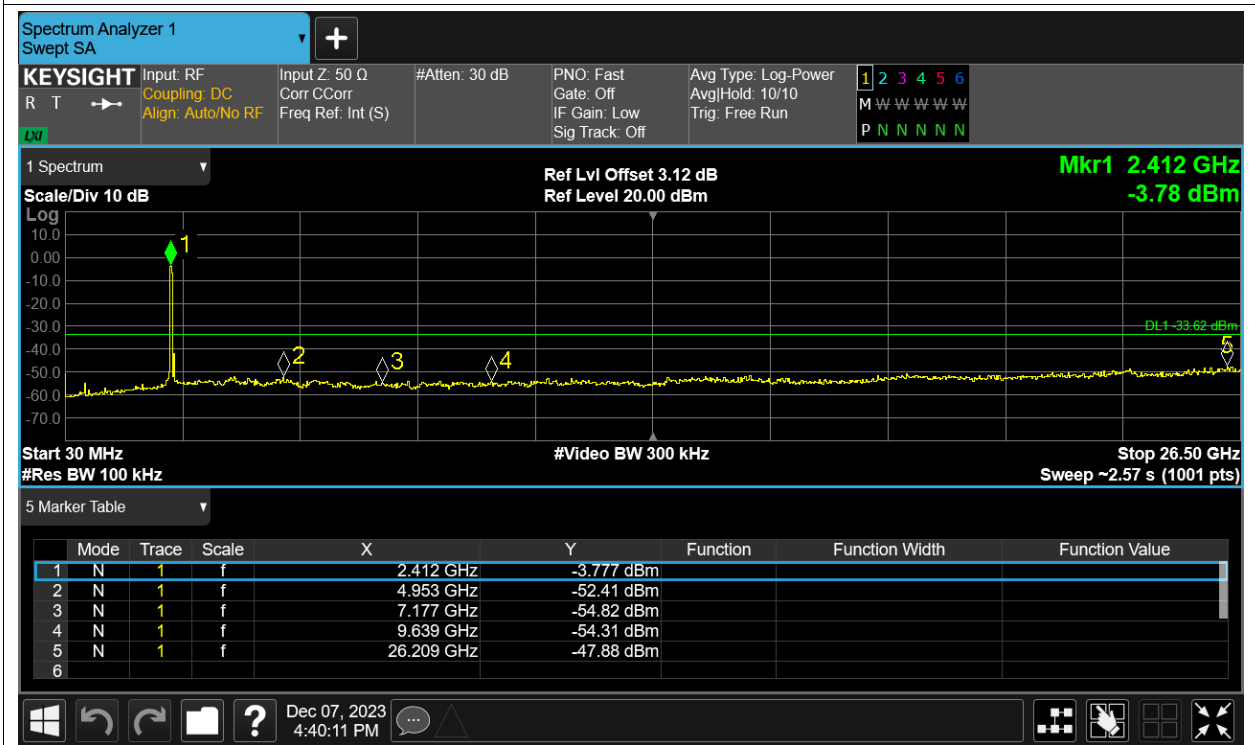 Spectrum Analyzer 1
Swept SA
KEYSIGHT
R T
LXI
Input: RF
Coupling: DC
Align: Auto/No RF
Input Z: 50 Ω
Corr CCorr
Freq Ref: Int (S)
#Atten: 30 dB
PNO: Fast
Gate: Off
IF Gain: Low
Sig Track: Off
Avg Type: Log-Power
Avg|Hold: 10/10
Trig: Free Run
1 2 3 4 5 6
M W W W W W
P N N N N N
1 Spectrum
Scale/Div 10 dB
Ref Lvl Offset 3.12 dB
Ref Level 20.00 dBm
Mkr1 2.412 GHz
-3.78 dBm
Log
10.0
0.00
-10.0
-20.0
-30.0
-40.0
-50.0
-60.0
-70.0
1
2
3
4
5
DL1 -33.62 dBm
Start 30 MHz
#Video BW 300 kHz
Stop 26.50 GHz
#Res BW 100 kHz
Sweep ~2.57 s (1001 pts)
5 Marker Table
Mode Trace Scale X Y Function Function Width Function Value
1 N 1 f 2.412 GHz -3.777 dBm
2 N 1 f 4.953 GHz -52.41 dBm
3 N 1 f 7.177 GHz -54.82 dBm
4 N 1 f 9.639 GHz -54.31 dBm
5 N 1 f 26.209 GHz -47.88 dBm
6
?
Dec 07, 2023
4:40:11 PM